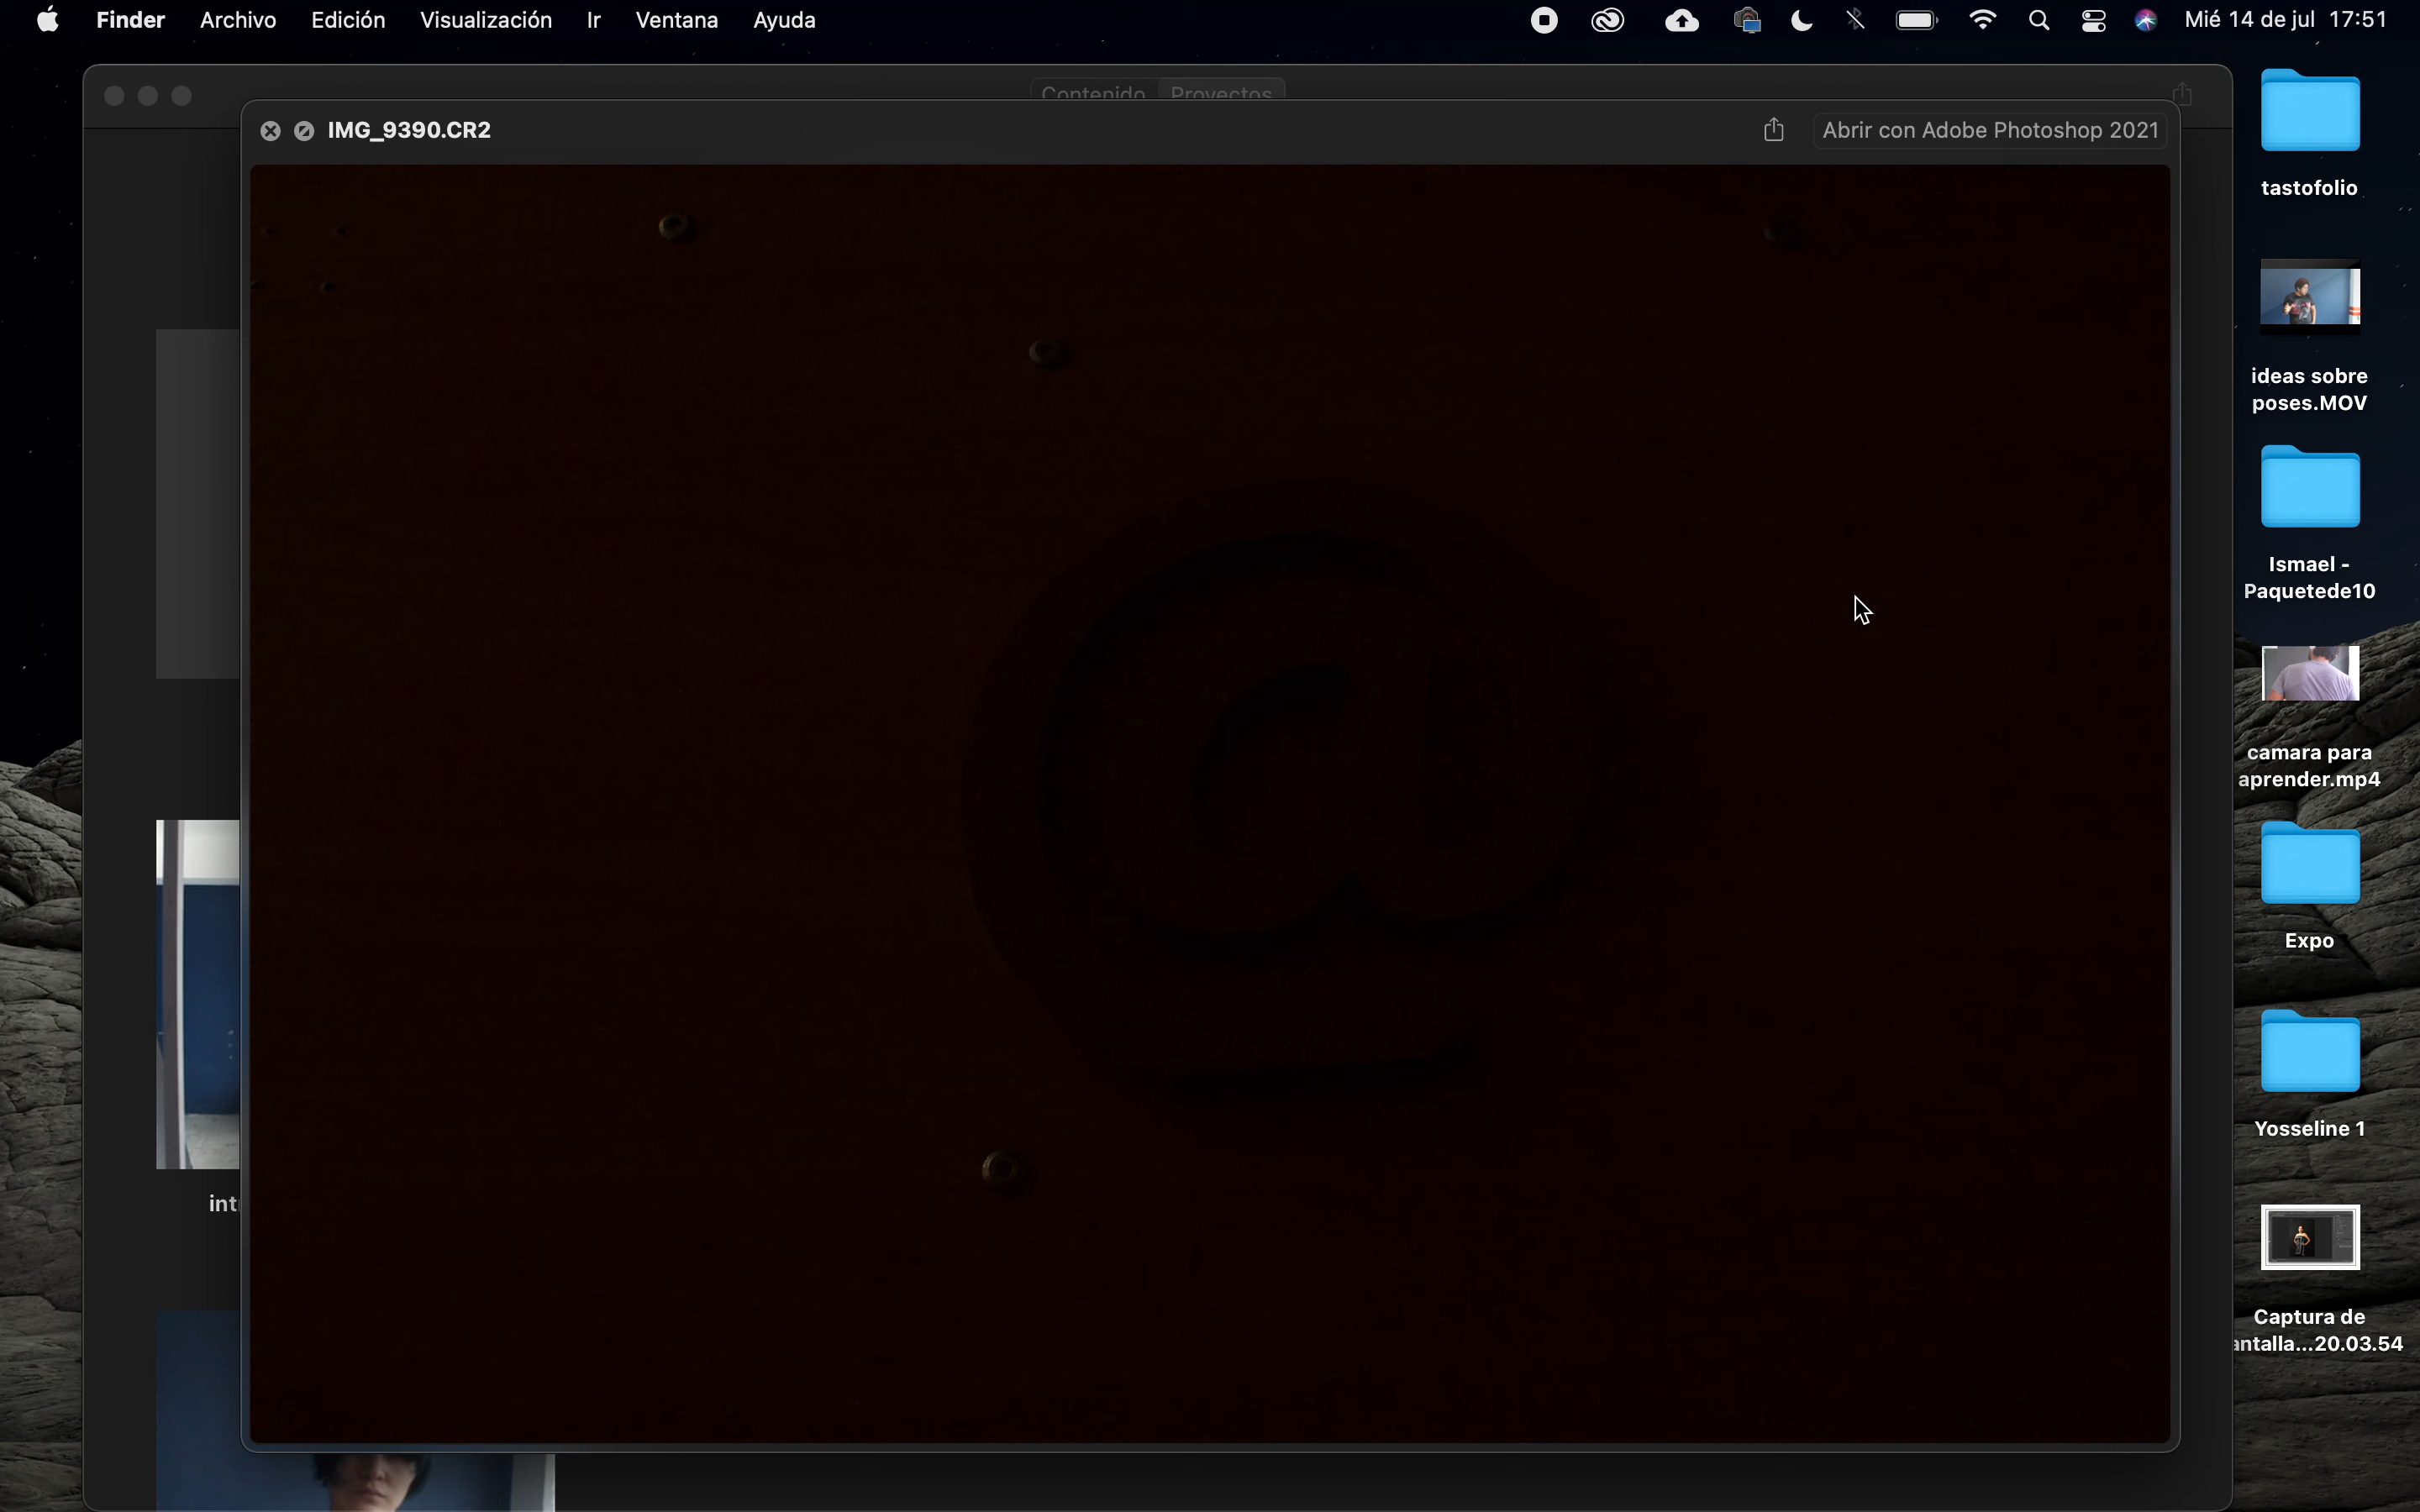 Finder Archivo Edición Visualización Ir Ventana Ayuda Mié 14 de jul 17:51
Contenido Proyectos
IMG_9390.CR2 Abrir con Adobe Photoshop 2021
@
tastofolio
ideas sobre
poses.MOV
Ismael -
Paquetede10
camara para
aprender.mp4
Expo
Yosseline 1
int
Captura de
antalla...20.03.54